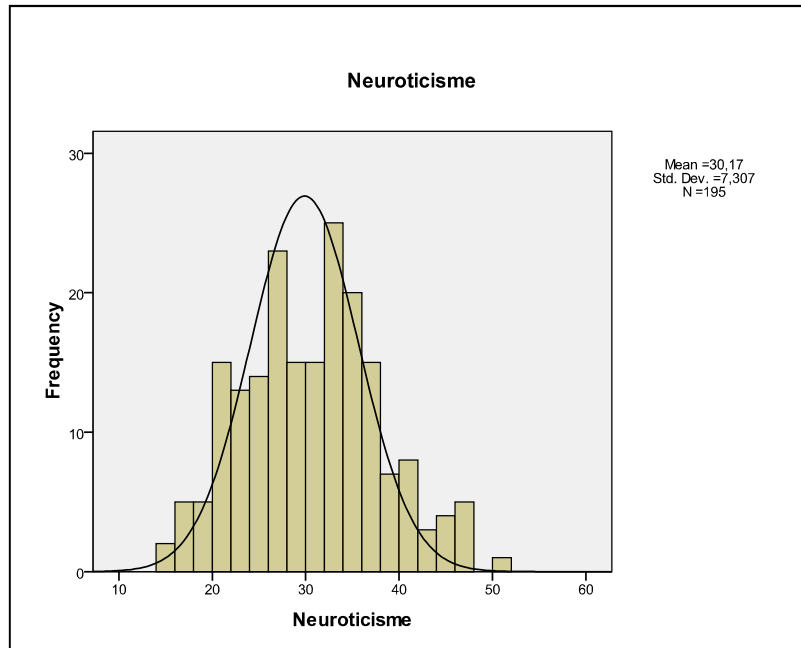 Neuroticisme
Mean =30,17
Std. Dev. =7,307
N =195
30
20
10
0
Frequency
10 20 30 40 50 60
Neuroticisme